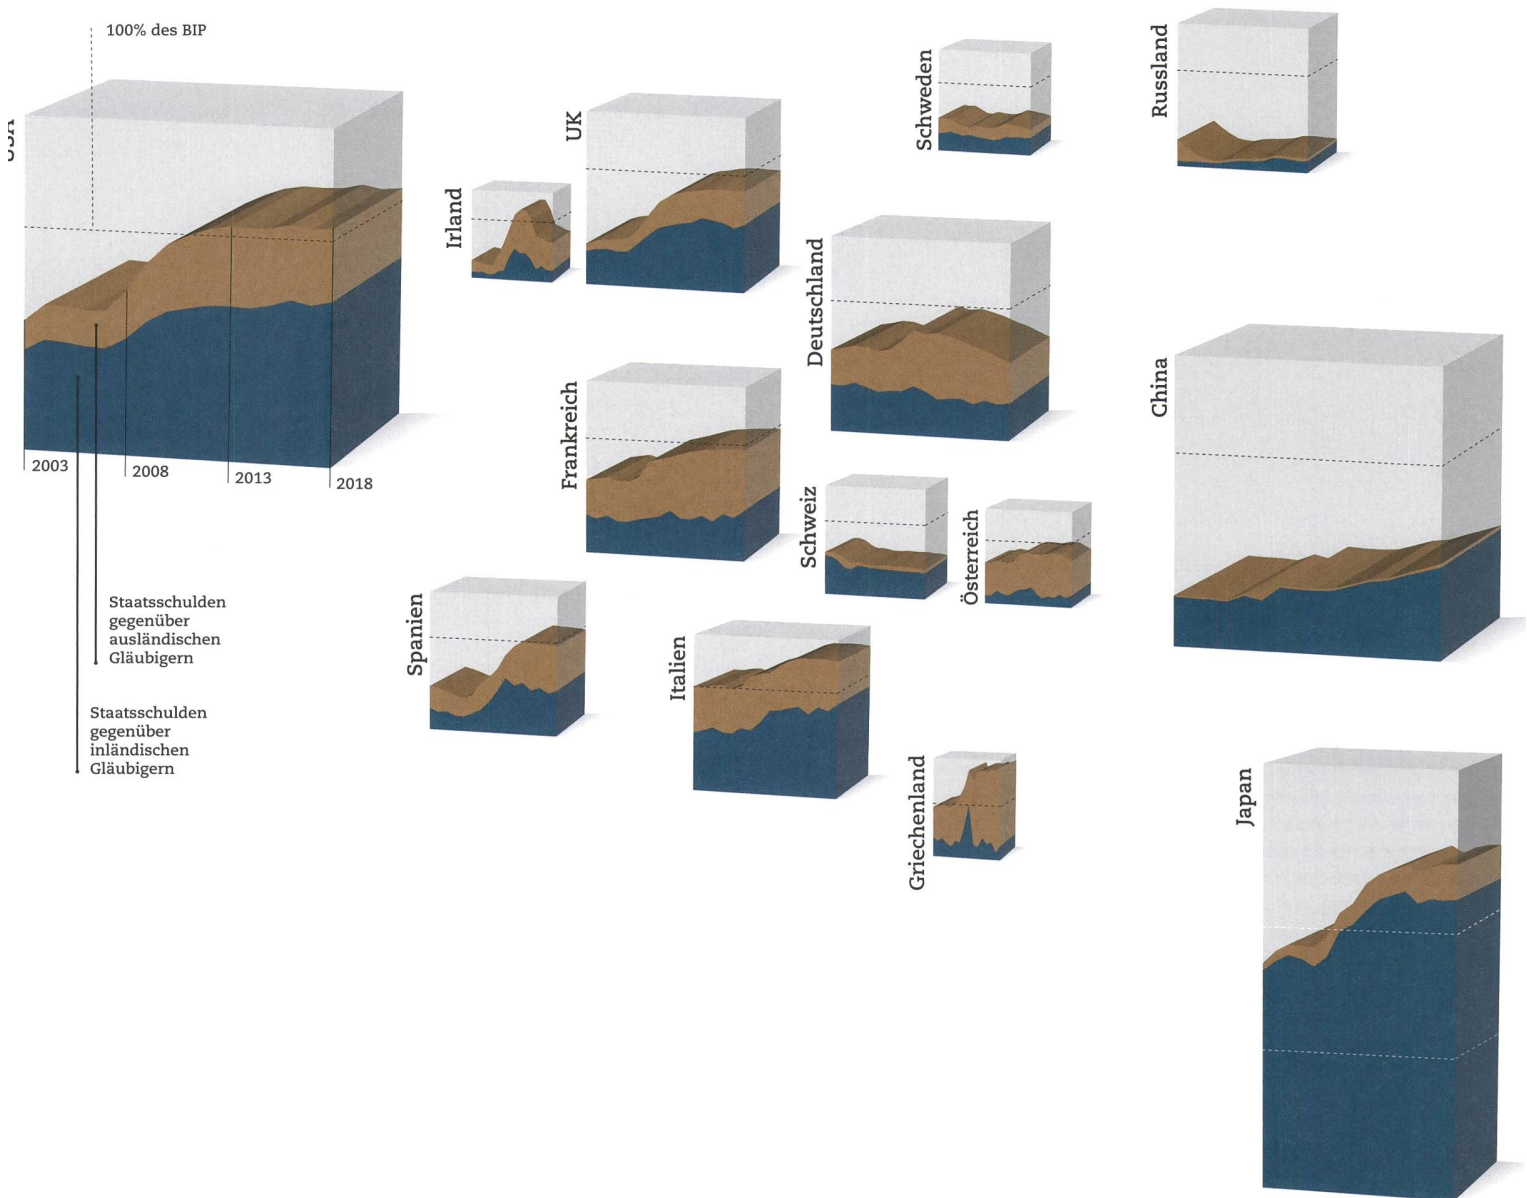 100% des BIP
USA
UK
Irland
Schweden
Russland
Deutschland
Frankreich
China
2003
2008
2013
2018
Schweiz
Österreich
Staatsschulden
gegenüber
ausländischen
Gläubigern
Spanien
Italien
Staatsschulden
gegenüber
inländischen
Gläubigern
Griechenland
Japan